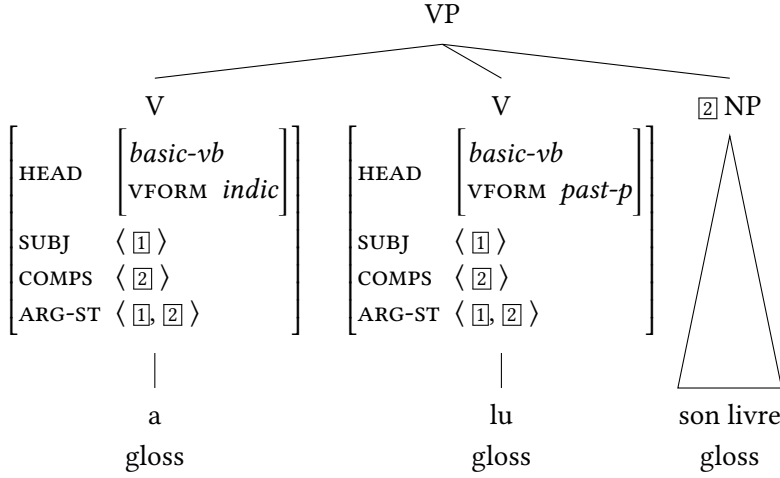 VP
V V 2 NP
HEAD [basic-vb VFORM indic] HEAD [basic-vb VFORM past-p]
SUBJ ⟨ 1 ⟩ SUBJ ⟨ 1 ⟩
COMPS ⟨ 2 ⟩ COMPS ⟨ 2 ⟩
ARG-ST ⟨ 1, 2 ⟩ ARG-ST ⟨ 1, 2 ⟩
a lu son livre
gloss gloss gloss